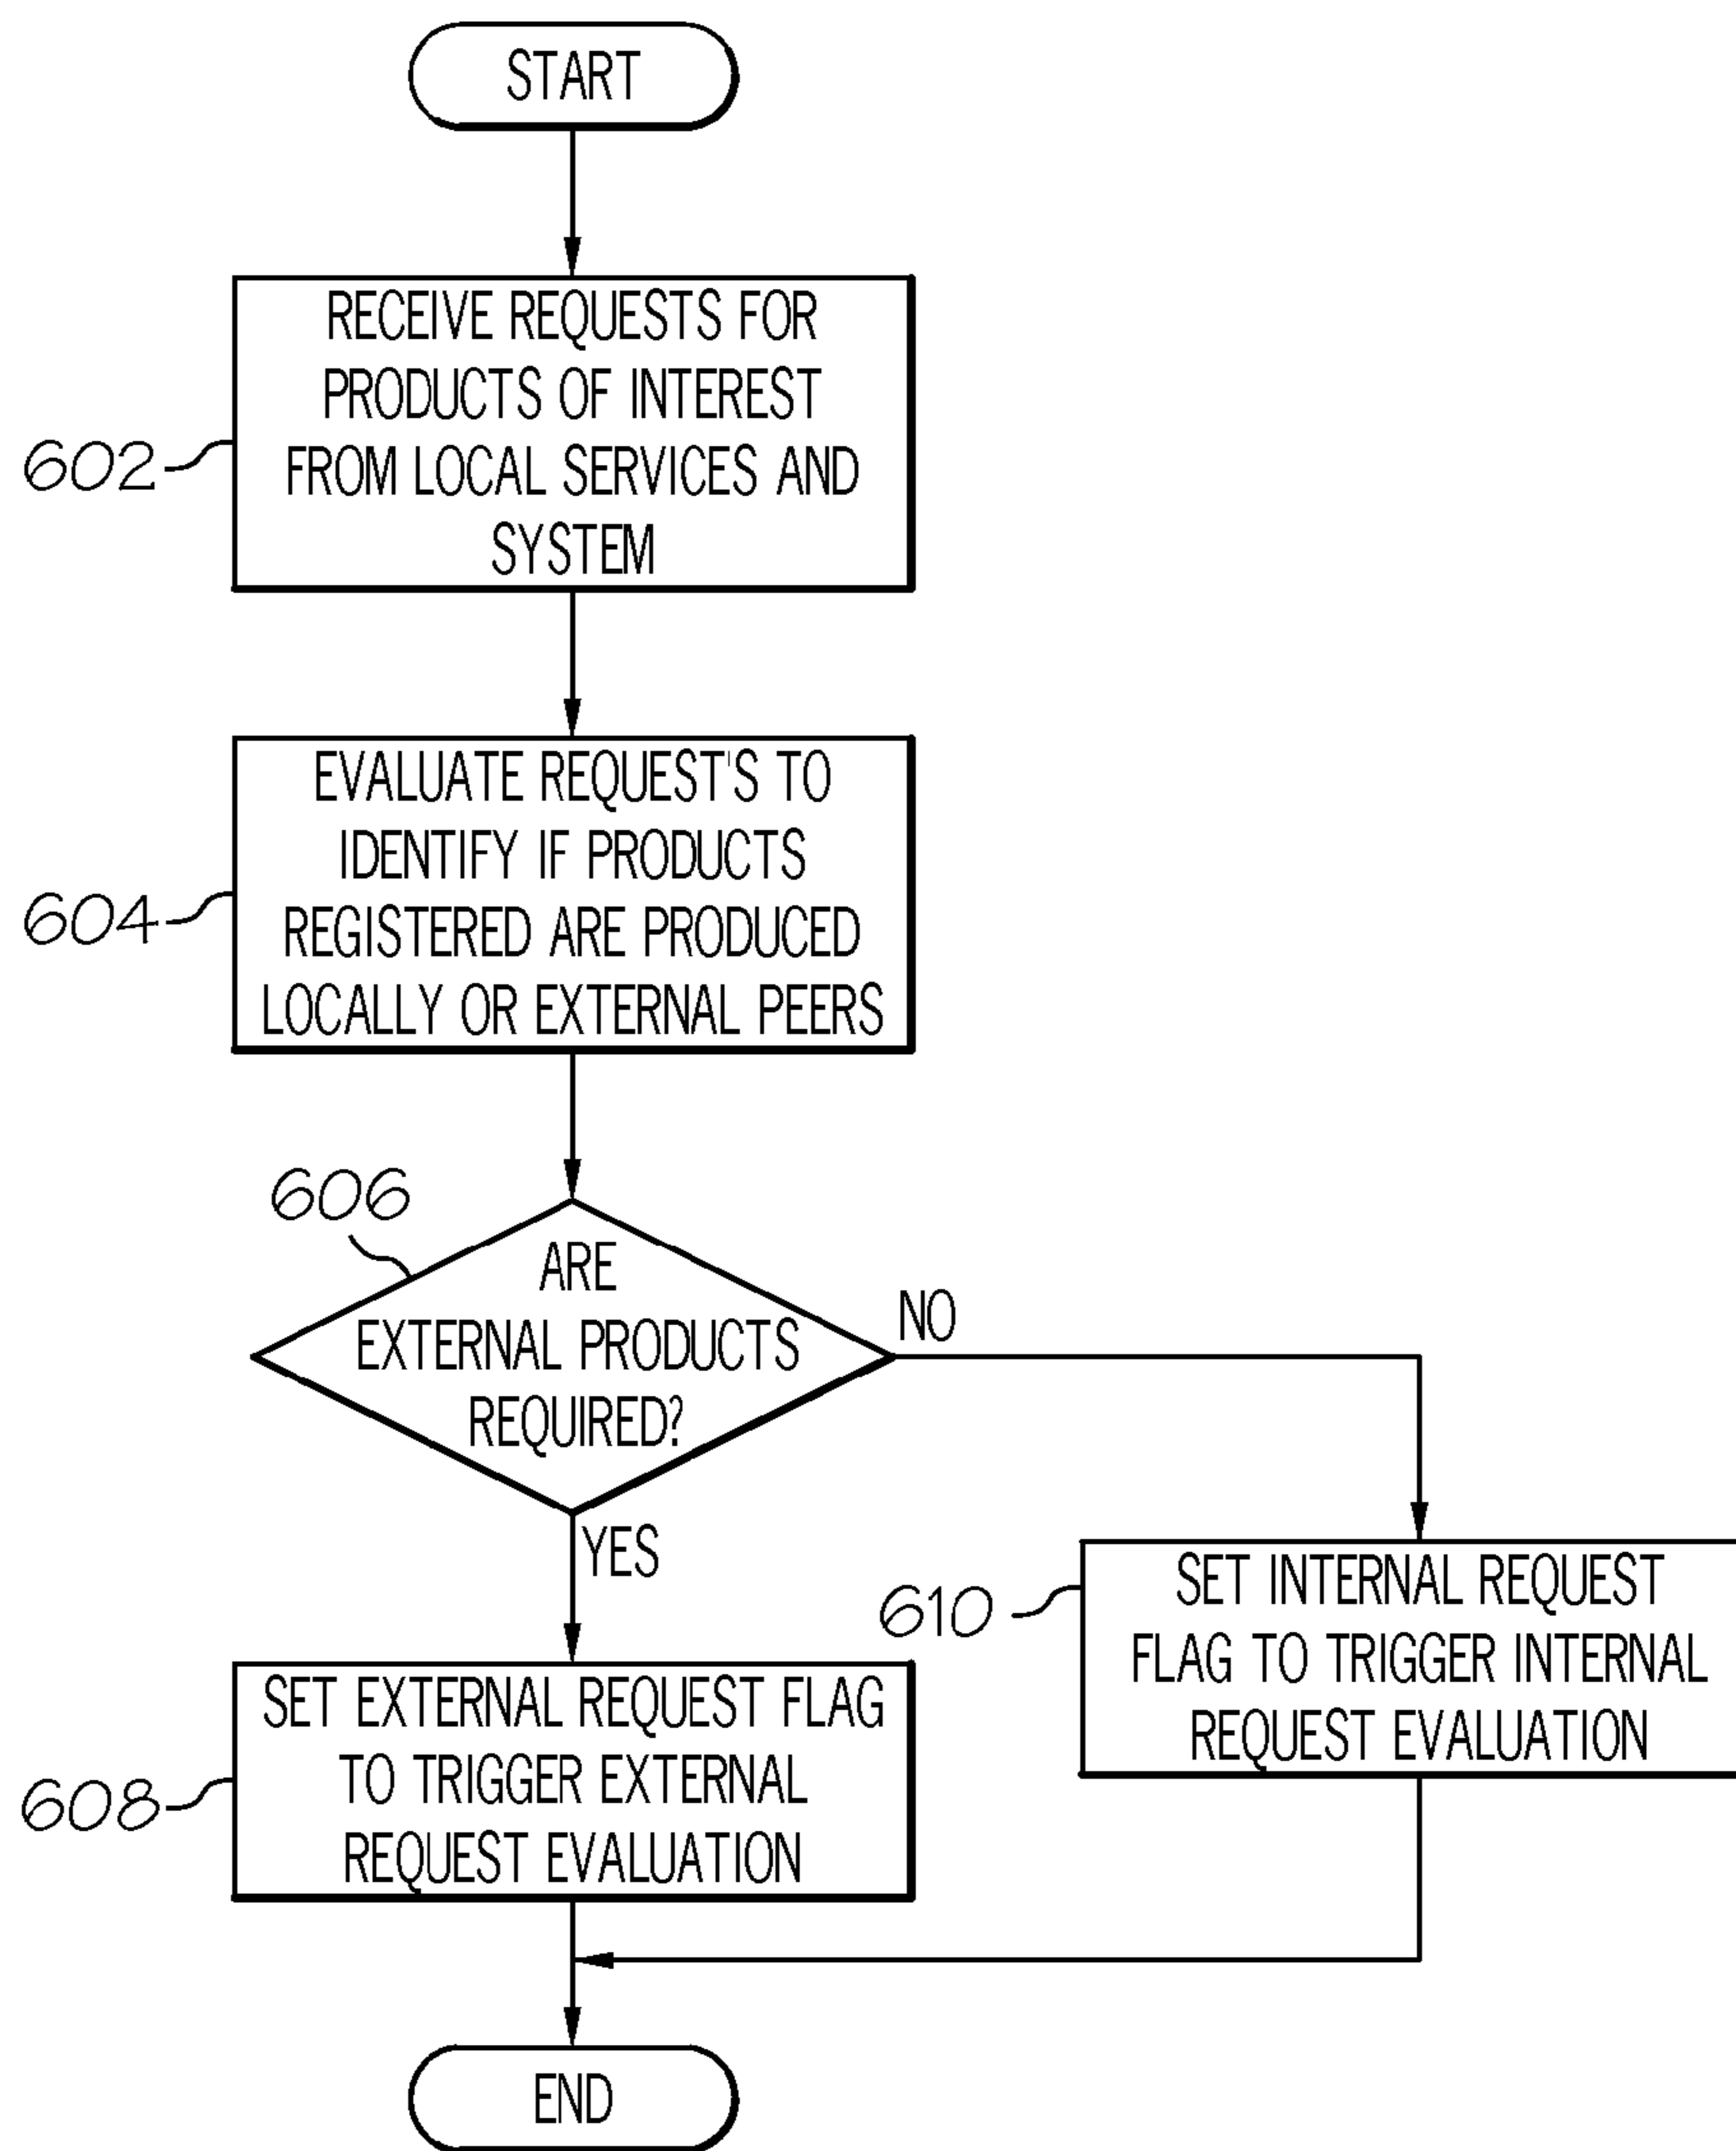 START
RECEIVE REQUESTS FOR
PRODUCTS OF INTEREST
FROM LOCAL SERVICES AND
SYSTEM
602
EVALUATE REQUEST'S TO
IDENTIFY IF PRODUCTS
REGISTERED ARE PRODUCED
LOCALLY OR EXTERNAL PEERS
604
606
ARE
EXTERNAL PRODUCTS
REQUIRED?
NO
YES
610
SET INTERNAL REQUEST
FLAG TO TRIGGER INTERNAL
REQUEST EVALUATION
SET EXTERNAL REQUEST FLAG
TO TRIGGER EXTERNAL
REQUEST EVALUATION
608
END